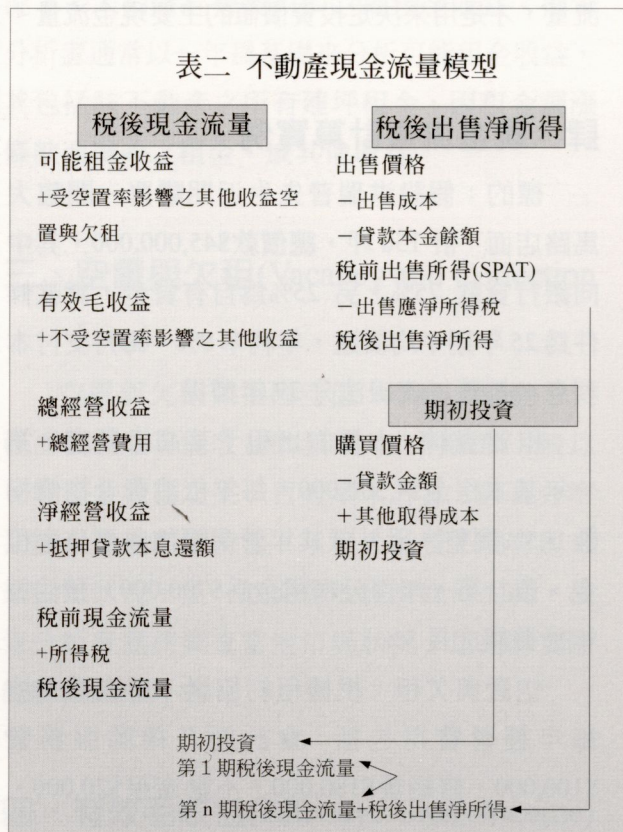 表二 不動產現金流量模型
稅後現金流量
可能租金收益
+受空置率影響之其他收益空
置與欠租
有效毛收益
+不受空置率影響之其他收益
總經營收益
+總經營費用
淨經營收益
+抵押貸款本息還額
稅前現金流量
+所得稅
稅後現金流量
稅後出售淨所得
出售價格
－出售成本
－貸款本金餘額
稅前出售所得(SPAT)
－出售應淨所得稅
稅後出售淨所得
期初投資
購買價格
－貸款金額
＋其他取得成本
期初投資
期初投資
第1期稅後現金流量
第n期稅後現金流量+稅後出售淨所得